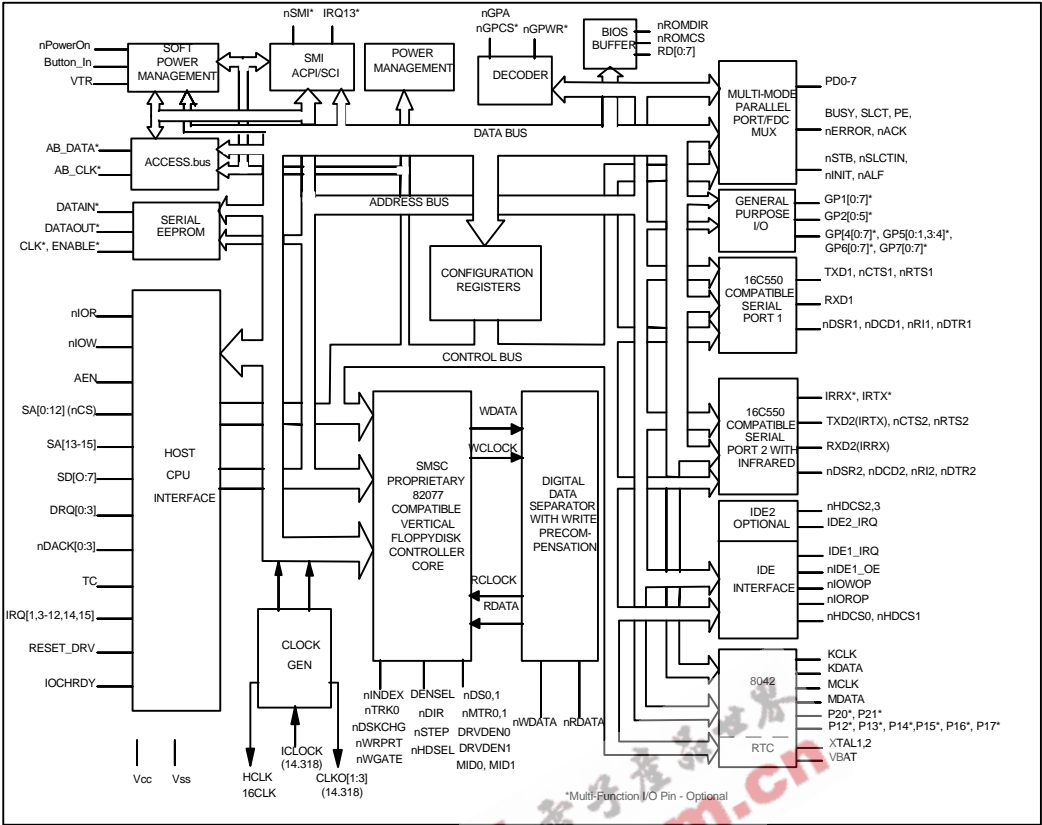 nSMI* IRQ13*
nGPA
nGPCS* nGPWR*
nROMDIR
nROMCS
RD[0:7]
nPowerOn
Button_In
VTR
SOFT
POWER
MANAGEMENT
SMI
ACPI/SCI
POWER
MANAGEMENT
DECODER
BIOS
BUFFER
MULTI-MODE
PARALLEL
PORT/FDC
MUX
PD0-7
BUSY, SLCT, PE,
nERROR, nACK
nSTB, nSLCTIN,
nINIT, nALF
DATA BUS
AB_DATA*
AB_CLK*
ACCESS.bus
ADDRESS BUS
DATAIN*
DATAOUT*
CLK*, ENABLE*
SERIAL
EEPROM
GENERAL
PURPOSE
I/O
GP1[0:7]*
GP2[0:5]*
GP[4[0:7]*, GP5[0:1,3:4]*,
GP6[0:7]*, GP7[0:7]*
CONFIGURATION
REGISTERS
16C550
COMPATIBLE
SERIAL
PORT 1
TXD1, nCTS1, nRTS1
RXD1
nDSR1, nDCD1, nRI1, nDTR1
CONTROL BUS
nIOR
nIOW
AEN
SA[0:12] (nCS)
SA[13-15]
SD[O:7]
DRQ[0:3]
nDACK[0:3]
TC
IRQ[1,3-12,14,15]
RESET_DRV
IOCHRDY
HOST
CPU
INTERFACE
SMSC
PROPRIETARY
82077
COMPATIBLE
VERTICAL
FLOPPYDISK
CONTROLLER
CORE
WDATA
WCLOCK
RCLOCK
RDATA
DIGITAL
DATA
SEPARATOR
WITH WRITE
PRECOM-
PENSATION
16C550
COMPATIBLE
SERIAL
PORT 2 WITH
INFRARED
IRRX*, IRTX*
TXD2(IRTX), nCTS2, nRTS2
RXD2(IRRX)
nDSR2, nDCD2, nRI2, nDTR2
IDE2
OPTIONAL
nHDCS2,3
IDE2_IRQ
IDE
INTERFACE
IDE1_IRQ
nIDE1_OE
nIOWOP
nIOROP
nHDCS0, nHDCS1
8042
RTC
KCLK
KDATA
MCLK
MDATA
P20*, P21*
P12*, P13*, P14*,P15*, P16*, P17*
XTAL1,2
VBAT
CLOCK
GEN
nINDEX DENSEL nDS0,1
nTRK0 nDIR nMTR0,1
nDSKCHG nSTEP DRVDEN0
nWRPRT nHDSEL DRVDEN1
nWGATE MID0, MID1
nWDATA nRDATA
Vcc Vss
HCLK
16CLK
ICLOCK
(14.318)
CLKO[1:3]
(14.318)
*Multi-Function I/O Pin - Optional